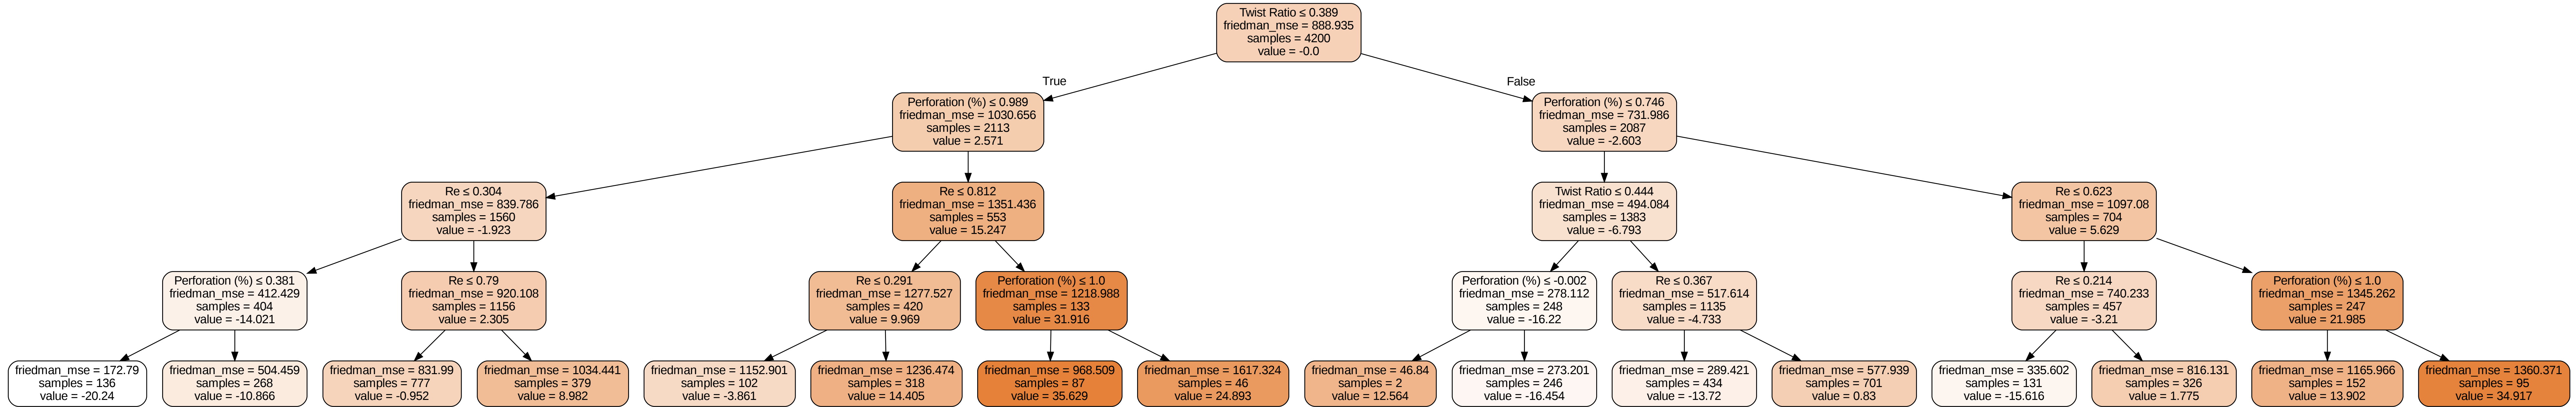 Twist Ratio ≤ 0.389
friedman_mse = 888.935
samples = 4200
value = -0.0
True
False
Perforation (%) ≤ 0.989
friedman_mse = 1030.656
samples = 2113
value = 2.571
Perforation (%) ≤ 0.746
friedman_mse = 731.986
samples = 2087
value = -2.603
Re ≤ 0.304
friedman_mse = 839.786
samples = 1560
value = -1.923
Re ≤ 0.812
friedman_mse = 1351.436
samples = 553
value = 15.247
Twist Ratio ≤ 0.444
friedman_mse = 494.084
samples = 1383
value = -6.793
Re ≤ 0.623
friedman_mse = 1097.08
samples = 704
value = 5.629
Perforation (%) ≤ 0.381
friedman_mse = 412.429
samples = 404
value = -14.021
Re ≤ 0.79
friedman_mse = 920.108
samples = 1156
value = 2.305
Re ≤ 0.291
friedman_mse = 1277.527
samples = 420
value = 9.969
Perforation (%) ≤ 1.0
friedman_mse = 1218.988
samples = 133
value = 31.916
Perforation (%) ≤ -0.002
friedman_mse = 278.112
samples = 248
value = -16.22
Re ≤ 0.367
friedman_mse = 517.614
samples = 1135
value = -4.733
Re ≤ 0.214
friedman_mse = 740.233
samples = 457
value = -3.21
Perforation (%) ≤ 1.0
friedman_mse = 1345.262
samples = 247
value = 21.985
friedman_mse = 172.79
samples = 136
value = -20.24
friedman_mse = 504.459
samples = 268
value = -10.866
friedman_mse = 831.99
samples = 777
value = -0.952
friedman_mse = 1034.441
samples = 379
value = 8.982
friedman_mse = 1152.901
samples = 102
value = -3.861
friedman_mse = 1236.474
samples = 318
value = 14.405
friedman_mse = 968.509
samples = 87
value = 35.629
friedman_mse = 1617.324
samples = 46
value = 24.893
friedman_mse = 46.84
samples = 2
value = 12.564
friedman_mse = 273.201
samples = 246
value = -16.454
friedman_mse = 289.421
samples = 434
value = -13.72
friedman_mse = 577.939
samples = 701
value = 0.83
friedman_mse = 335.602
samples = 131
value = -15.616
friedman_mse = 816.131
samples = 326
value = 1.775
friedman_mse = 1165.966
samples = 152
value = 13.902
friedman_mse = 1360.371
samples = 95
value = 34.917